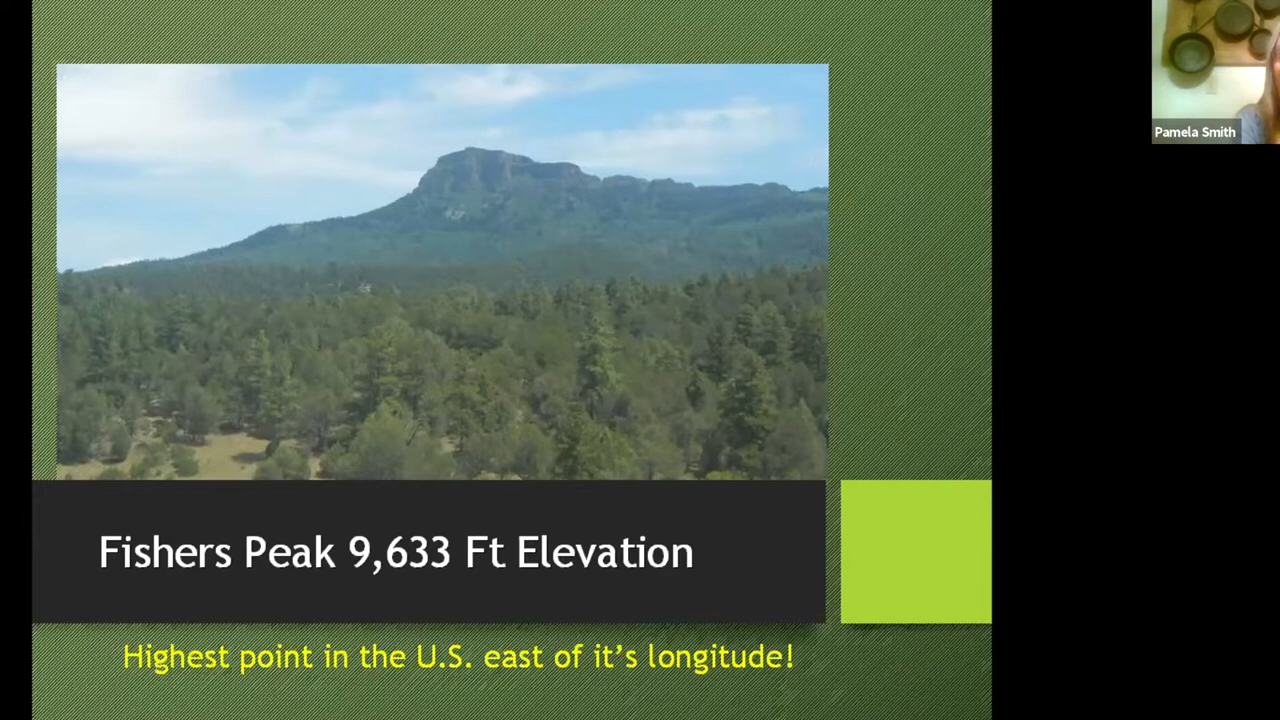 Pamela Smith
Fishers Peak 9,633 Ft Elevation
Highest point in the U.S. east of it’s longitude!